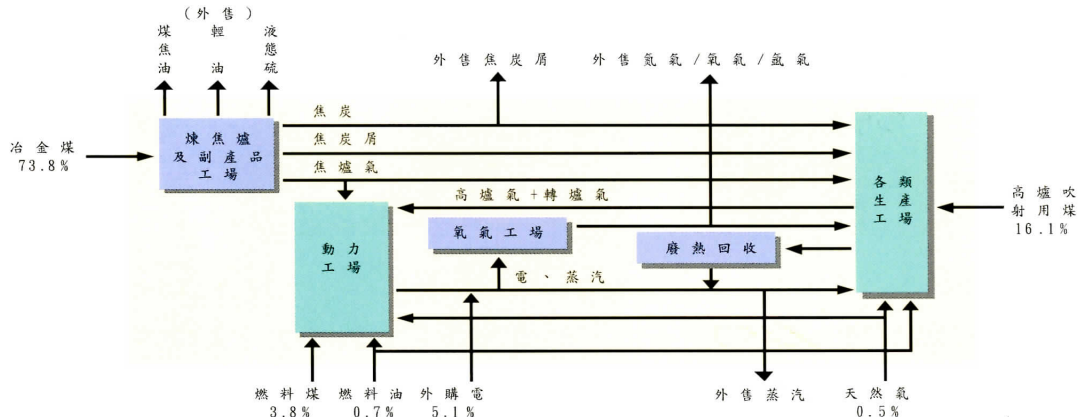 (外售)
煤焦油
輕油
液態硫
外售焦炭屑
外售氮氣/氧氣/氬氣
焦炭
煉焦爐
及副產品
工場
焦炭屑
冶金煤
73.8%
焦爐氣
高爐氣+轉爐氣
各類
生產
工場
高爐吹
射用煤
16.1%
氧氣工場
廢熱回收
動力
工場
電、蒸汽
燃料煤
3.8%
燃料油
0.7%
外購電
5.1%
外售蒸汽
天然氣
0.5%